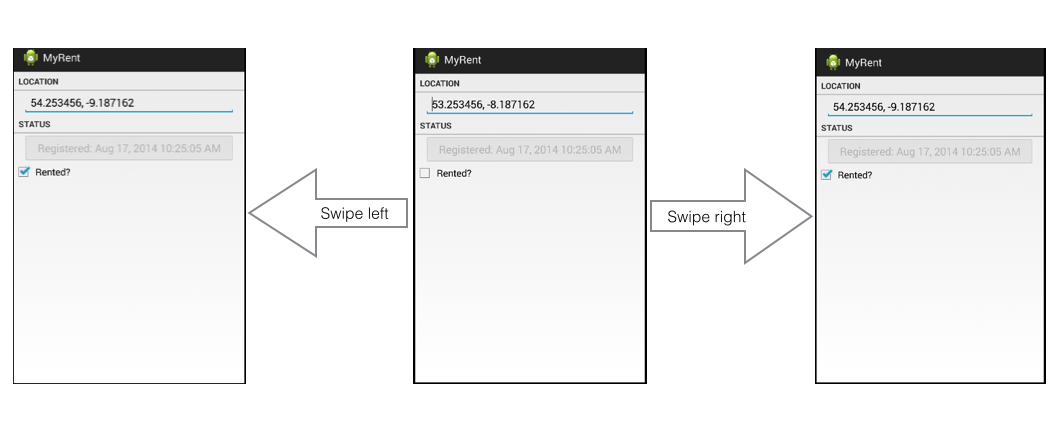 MyRent
LOCATION
54.253456, -9.187162
STATUS
Registered: Aug 17, 2014 10:25:05 AM
Rented?
Swipe left
MyRent
LOCATION
53.253456, -8.187162
STATUS
Registered: Aug 17, 2014 10:25:05 AM
Rented?
Swipe right
MyRent
LOCATION
54.253456, -9.187162
STATUS
Registered: Aug 17, 2014 10:25:05 AM
Rented?